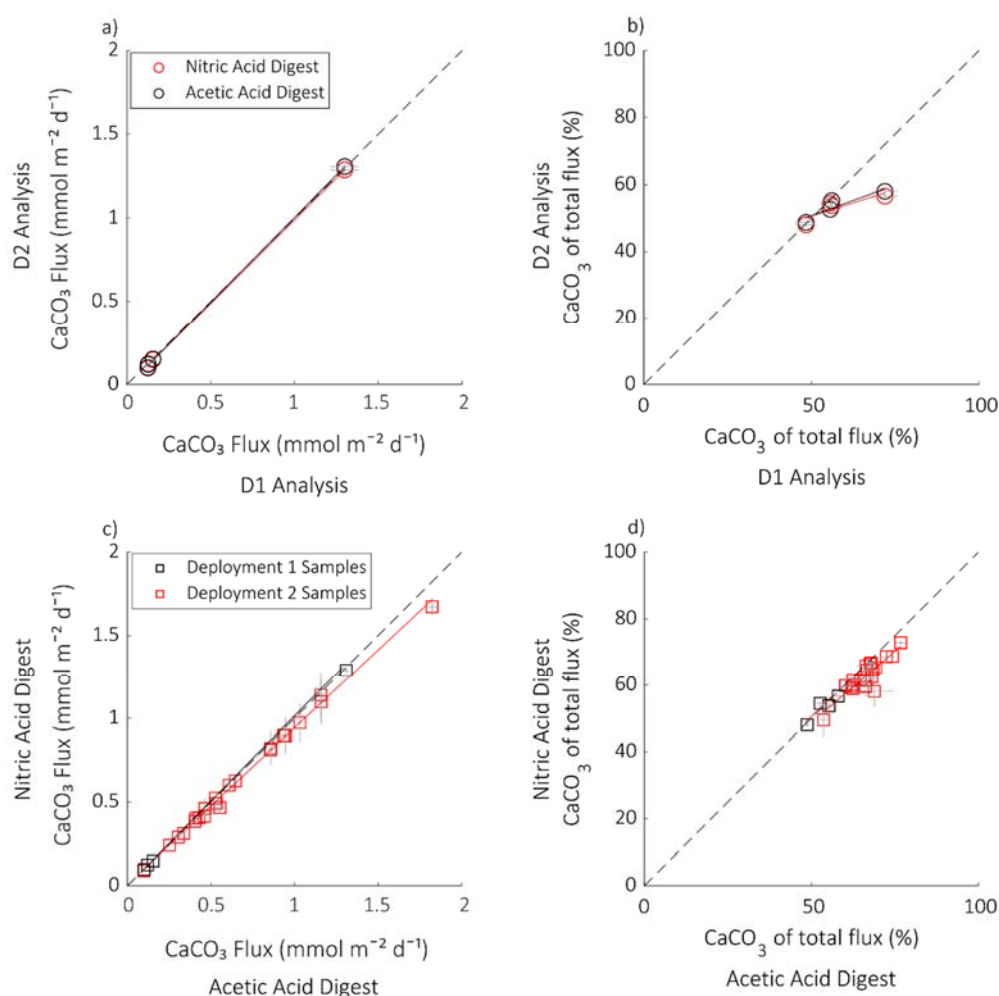 a)
2
1.5
1
0.5
0
0
0.5
1
1.5
2
Nitric Acid Digest
Acetic Acid Digest
D2 Analysis
CaCO₃ Flux (mmol m⁻² d⁻¹)
CaCO₃ Flux (mmol m⁻² d⁻¹)
D1 Analysis
b)
100
80
60
40
20
0
0
50
100
D2 Analysis
CaCO₃ of total flux (%)
CaCO₃ of total flux (%)
D1 Analysis
c)
2
1.5
1
0.5
0
0
0.5
1
1.5
2
Deployment 1 Samples
Deployment 2 Samples
Nitric Acid Digest
CaCO₃ Flux (mmol m⁻² d⁻¹)
CaCO₃ Flux (mmol m⁻² d⁻¹)
Acetic Acid Digest
d)
100
80
60
40
20
0
0
50
100
Nitric Acid Digest
CaCO₃ of total flux (%)
CaCO₃ of total flux (%)
Acetic Acid Digest